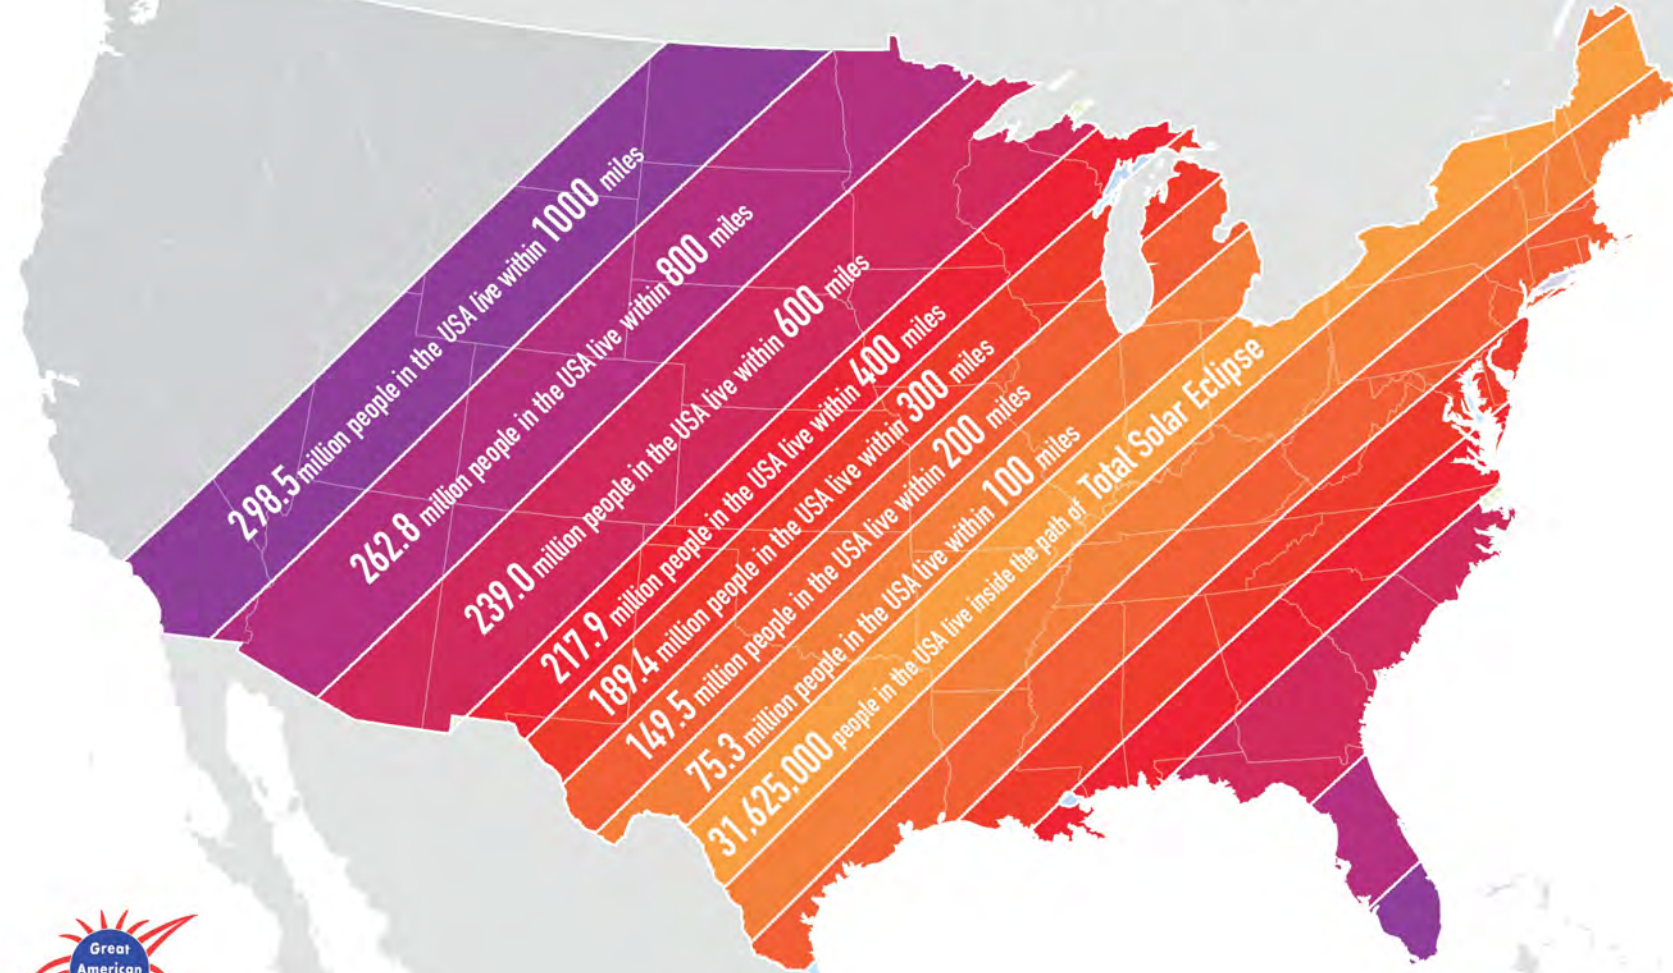 298.5 million people in the USA live within 1000 miles
262.8 million people in the USA live within 800 miles
239.0 million people in the USA live within 600 miles
217.9 million people in the USA live within 400 miles
189.4 million people in the USA live within 300 miles
149.5 million people in the USA live within 200 miles
75.3 million people in the USA live within 100 miles
31,625,000 people in the USA live inside the path of Total Solar Eclipse
Great
American